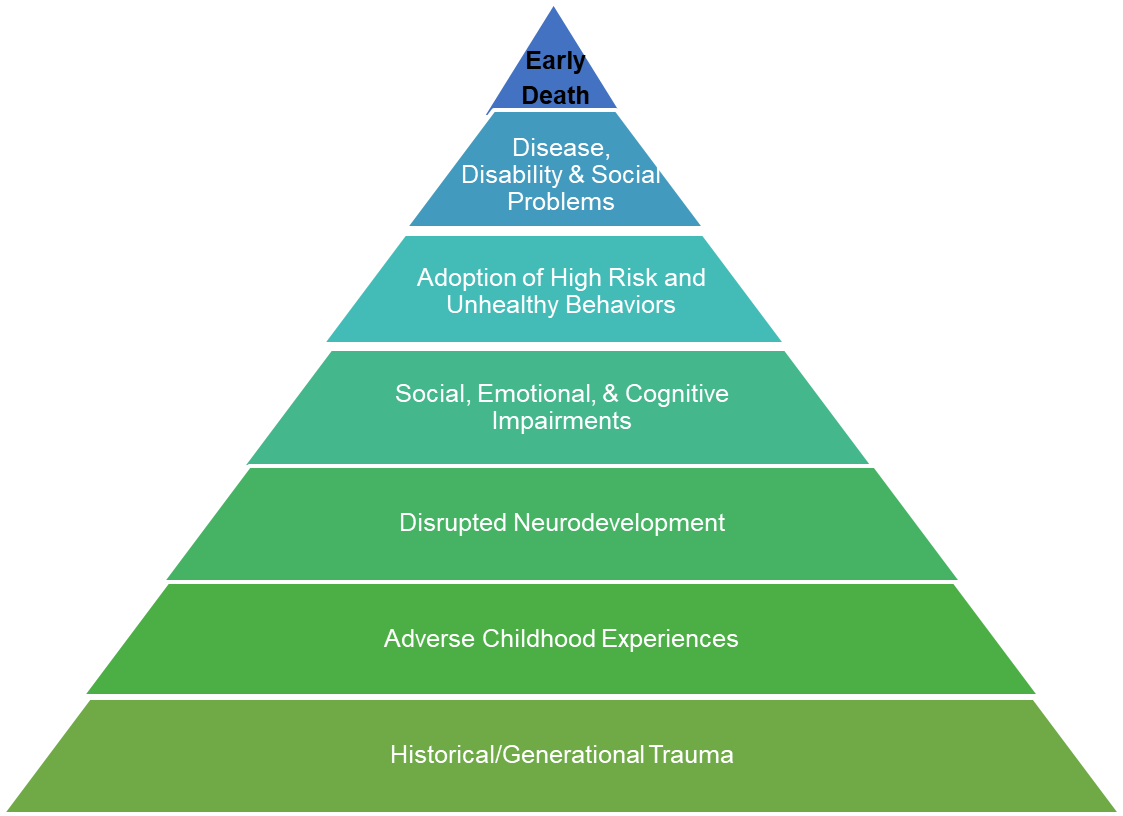 Early
Death
Disease,
Disability & Social
Problems
Adoption of High Risk and
Unhealthy Behaviors
Social, Emotional, & Cognitive
Impairments
Disrupted Neurodevelopment
Adverse Childhood Experiences
Historical/Generational Trauma